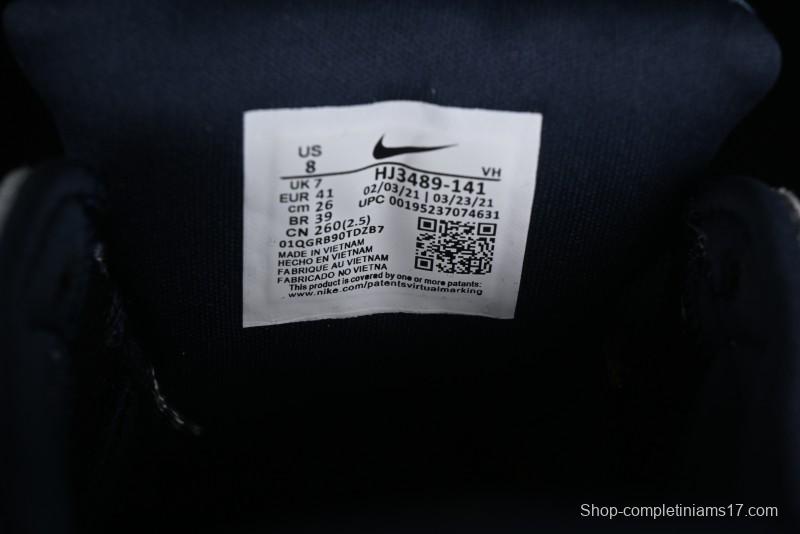 US
8
VH
UK 7
EUR 41
cm 26
BR 39
CN 260(2.5)
01QGRB90TDZB7
HJ3489-141
02/03/21 | 03/23/21
UPC 00195237074631
MADE IN VIETNAM
HECHO EN VIETNAM
FABRIQUE AU VIETNAM
FABRICADO NO VIETNA
This product is covered by one or more patents:
www.nike.com/patentsvirtualmarking
Shop-completiniams17.com